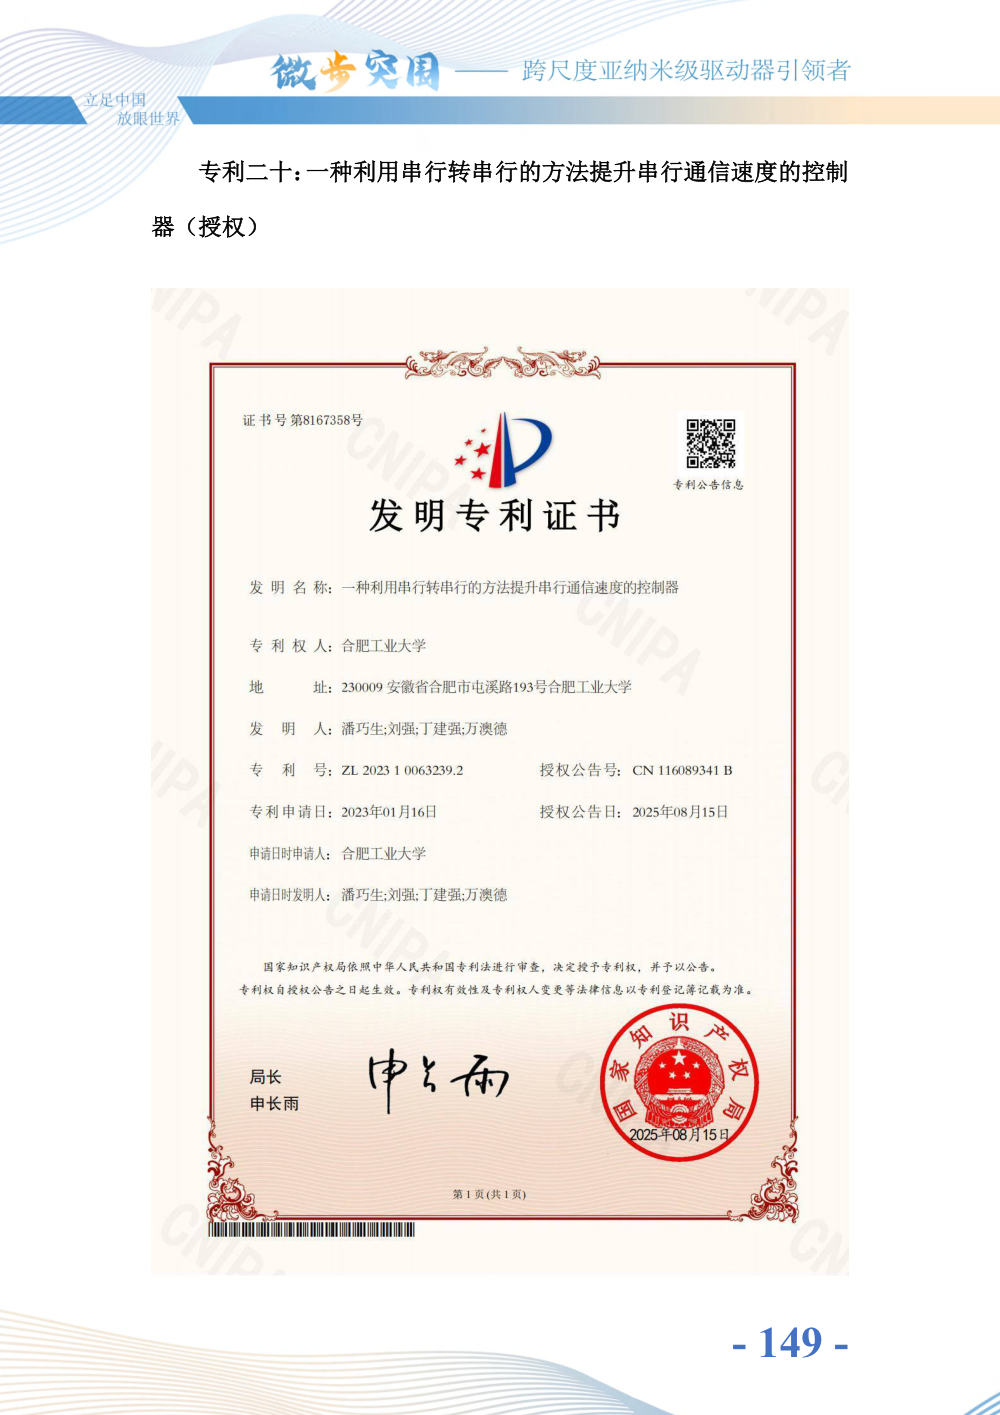 微步突围 —— 跨尺度亚纳米级驱动器引领者
立足中国
放眼世界
专利二十：一种利用串行转串行的方法提升串行通信速度的控制
器（授权）
证书号第8167358号
专利公告信息
发明专利证书
发明名称：一种利用串行转串行的方法提升串行通信速度的控制器
专利权人：合肥工业大学
地址：230009 安徽省合肥市屯溪路193号合肥工业大学
发明人：潘巧生;刘强;丁建强;万澳德
专利号：ZL 2023 1 0063239.2 授权公告号：CN 116089341 B
专利申请日：2023年01月16日 授权公告日：2025年08月15日
申请日时申请人：合肥工业大学
申请日时发明人：潘巧生;刘强;丁建强;万澳德
国家知识产权局依照中华人民共和国专利法进行审查，决定授予专利权，并予以公告。
专利权自授权公告之日起生效。专利权有效性及专利权人变更等法律信息以专利登记簿记载为准。
局长
申长雨
申长雨
国家知识产权局
2025年08月15日
第 1 页 (共 1 页)
CNIPA
- 149 -